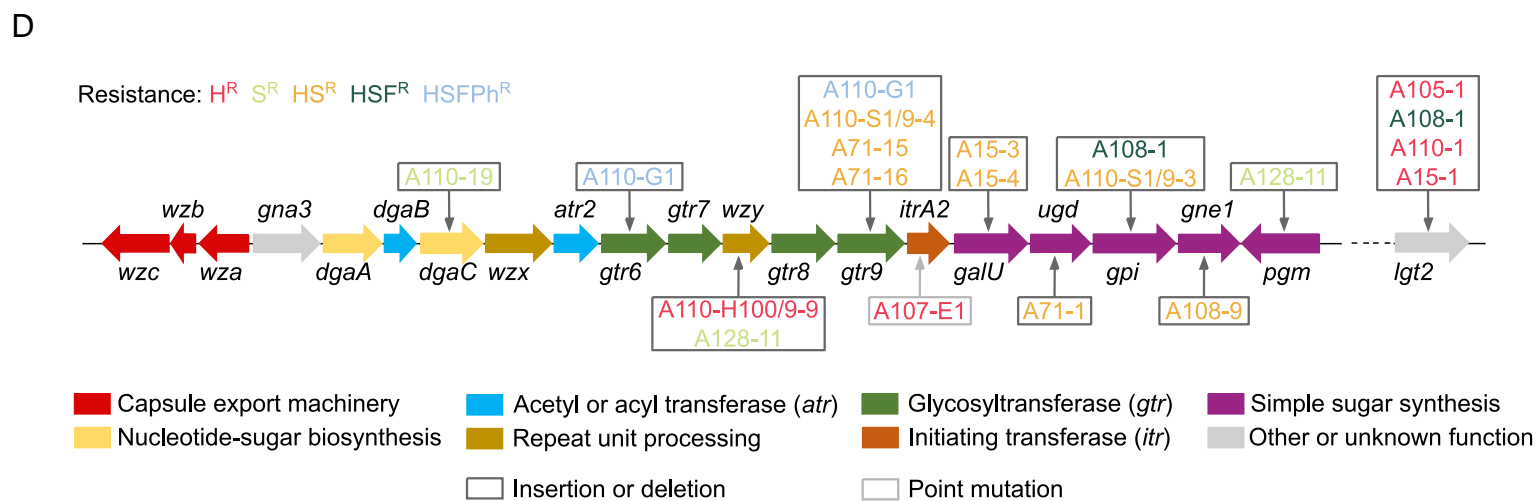 D
Resistance: H^R S^R HS^R HSF^R HSFPh^R
A110-G1
A110-S1/9-4
A71-15
A71-16
A105-1
A108-1
A110-1
A15-1
A110-19
A110-G1
A15-3
A15-4
A108-1
A110-S1/9-3
A128-11
wzb gna3 dgaB atr2 gtr7 wzy itrA2 ugd gne1
wzc wza dgaA dgaC wzx gtr6 gtr8 gtr9 galU gpi pgm lgt2
A110-H100/9-9
A128-11
A107-E1
A71-1
A108-9
Capsule export machinery
Acetyl or acyl transferase (atr)
Glycosyltransferase (gtr)
Simple sugar synthesis
Nucleotide-sugar biosynthesis
Repeat unit processing
Initiating transferase (itr)
Other or unknown function
Insertion or deletion
Point mutation